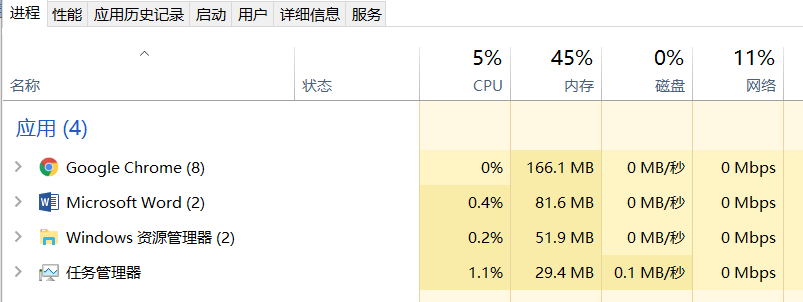 进程 性能 应用历史记录 启动 用户 详细信息 服务
5% 45% 0% 11%
名称 状态 CPU 内存 磁盘 网络
应用 (4)
Google Chrome (8) 0% 166.1 MB 0 MB/秒 0 Mbps
Microsoft Word (2) 0.4% 81.6 MB 0 MB/秒 0 Mbps
Windows 资源管理器 (2) 0.2% 51.9 MB 0 MB/秒 0 Mbps
任务管理器 1.1% 29.4 MB 0.1 MB/秒 0 Mbps